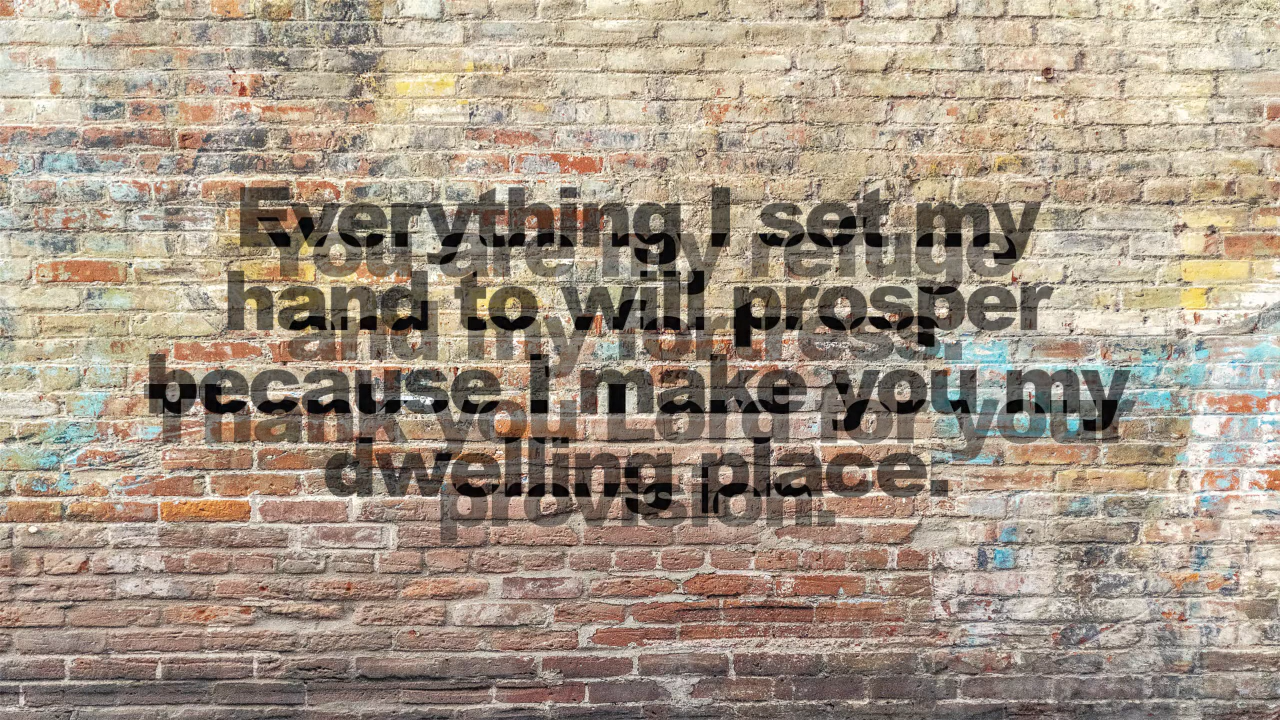 Everything I set my
hand to will prosper
because I make you my
dwelling place.
You are my refuge
and my fortress.
Thank you Lord for your
provision.